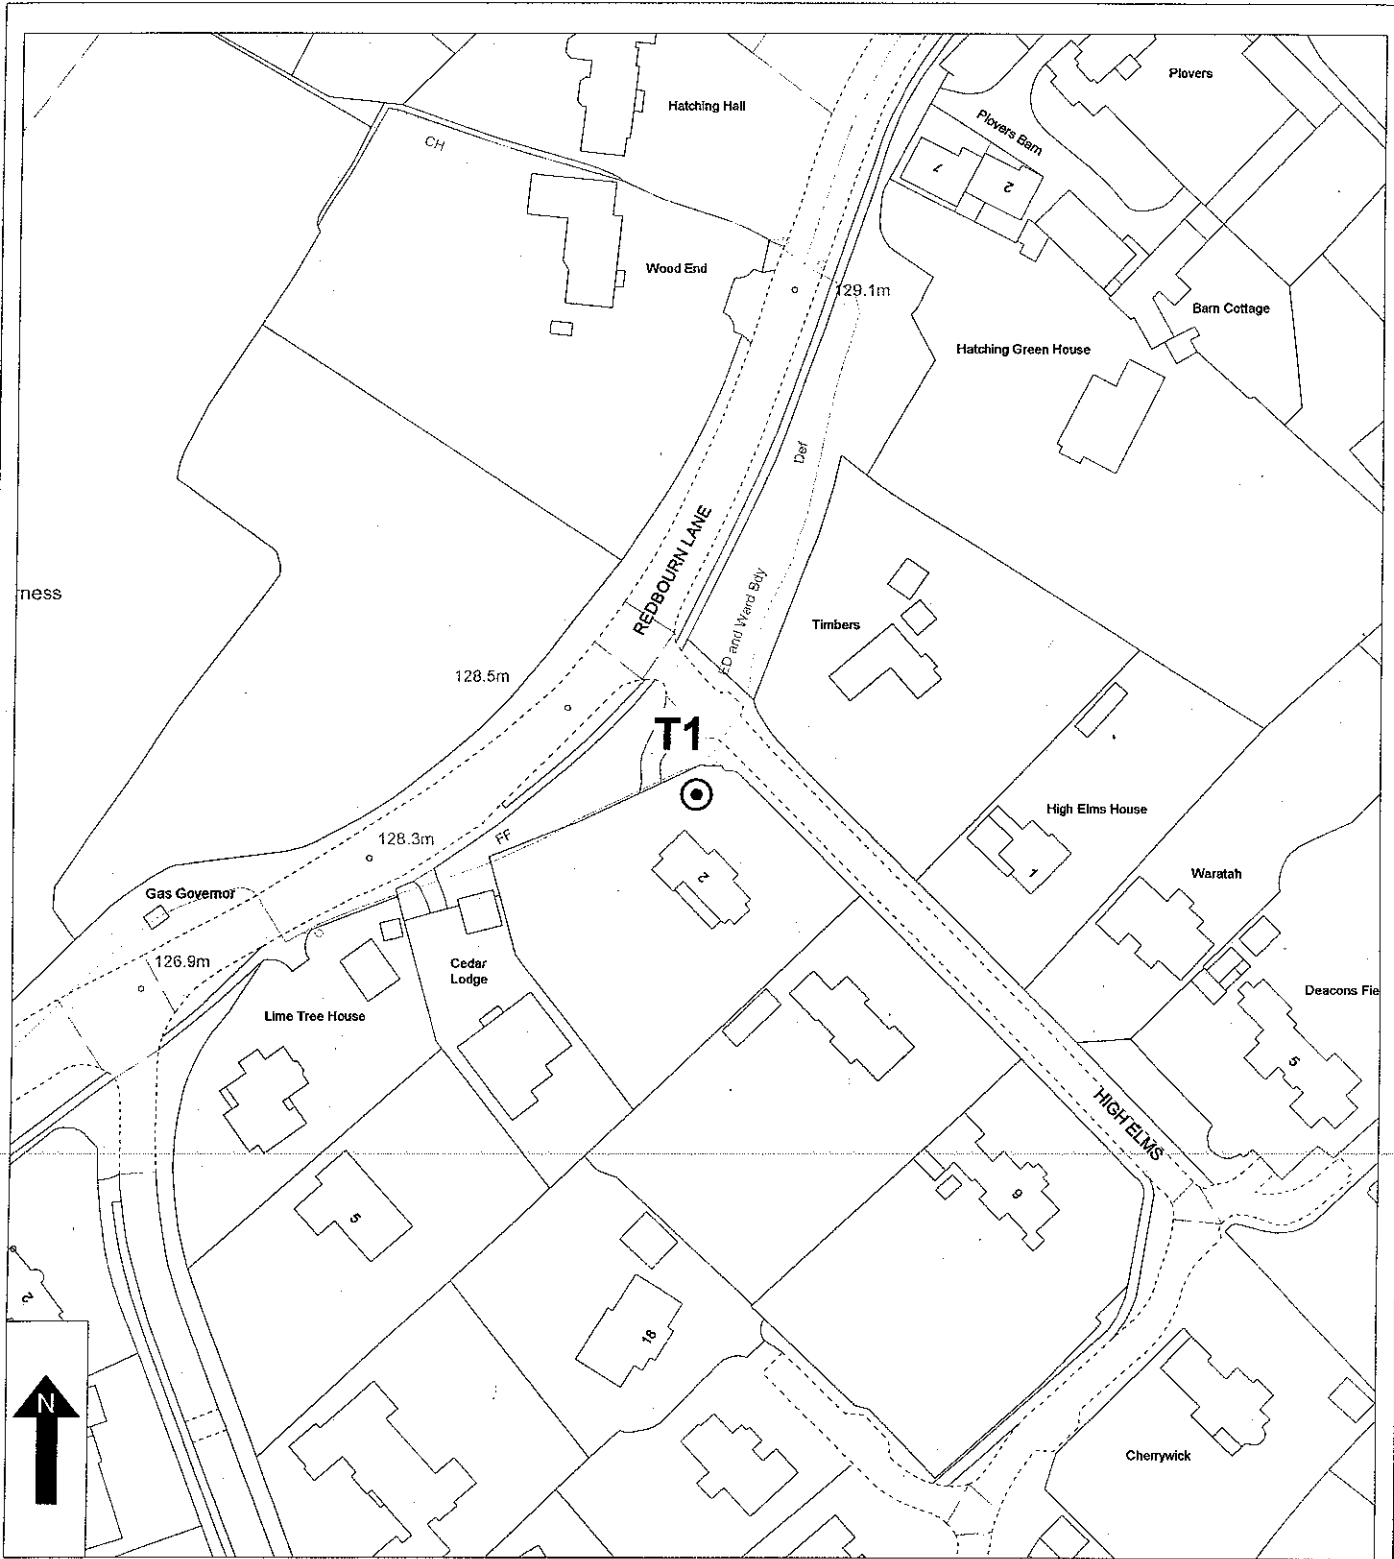 Plovers
Hatching Hall
Plovers Barn
CH
7
2
Wood End
129.1m
Barn Cottage
Hatching Green House
Def
REDBOURN LANE
ness
ED and Ward Bdy
Timbers
128.5m
T1
High Elms House
128.3m
FF
1
Waratah
2
Gas Governor
126.9m
Cedar
Lodge
Deacons Fie
Lime Tree House
5
HIGH ELMS
9
5
2
18
N
Cherrywick